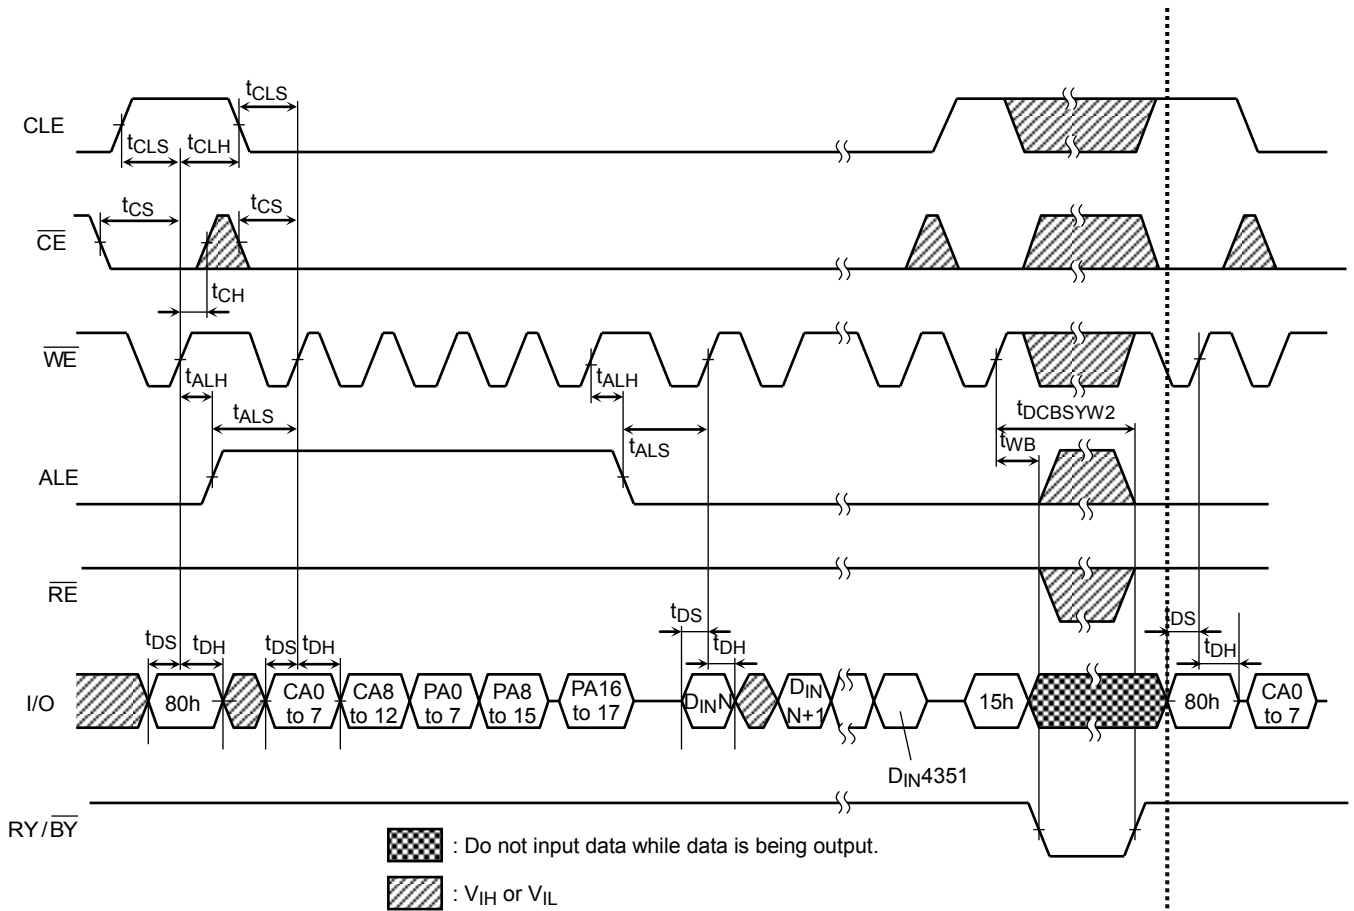 tCLS
CLE
tCLS tCLH
tCS tCS
CE
tCH
WE
tALH tALH
tDCBSYW2
tALS tALS tWB
ALE
RE
tDS DS
tDS tDH tDS tDH tDH tDH
I/O 80h CA0 to 7 CA8 to 12 PA0 to 7 PA8 to 15 PA16 to 17 DINN DIN N+1 15h 80h CA0 to 7
DIN4351
RY/BY
: Do not input data while data is being output.
: VIH or VIL